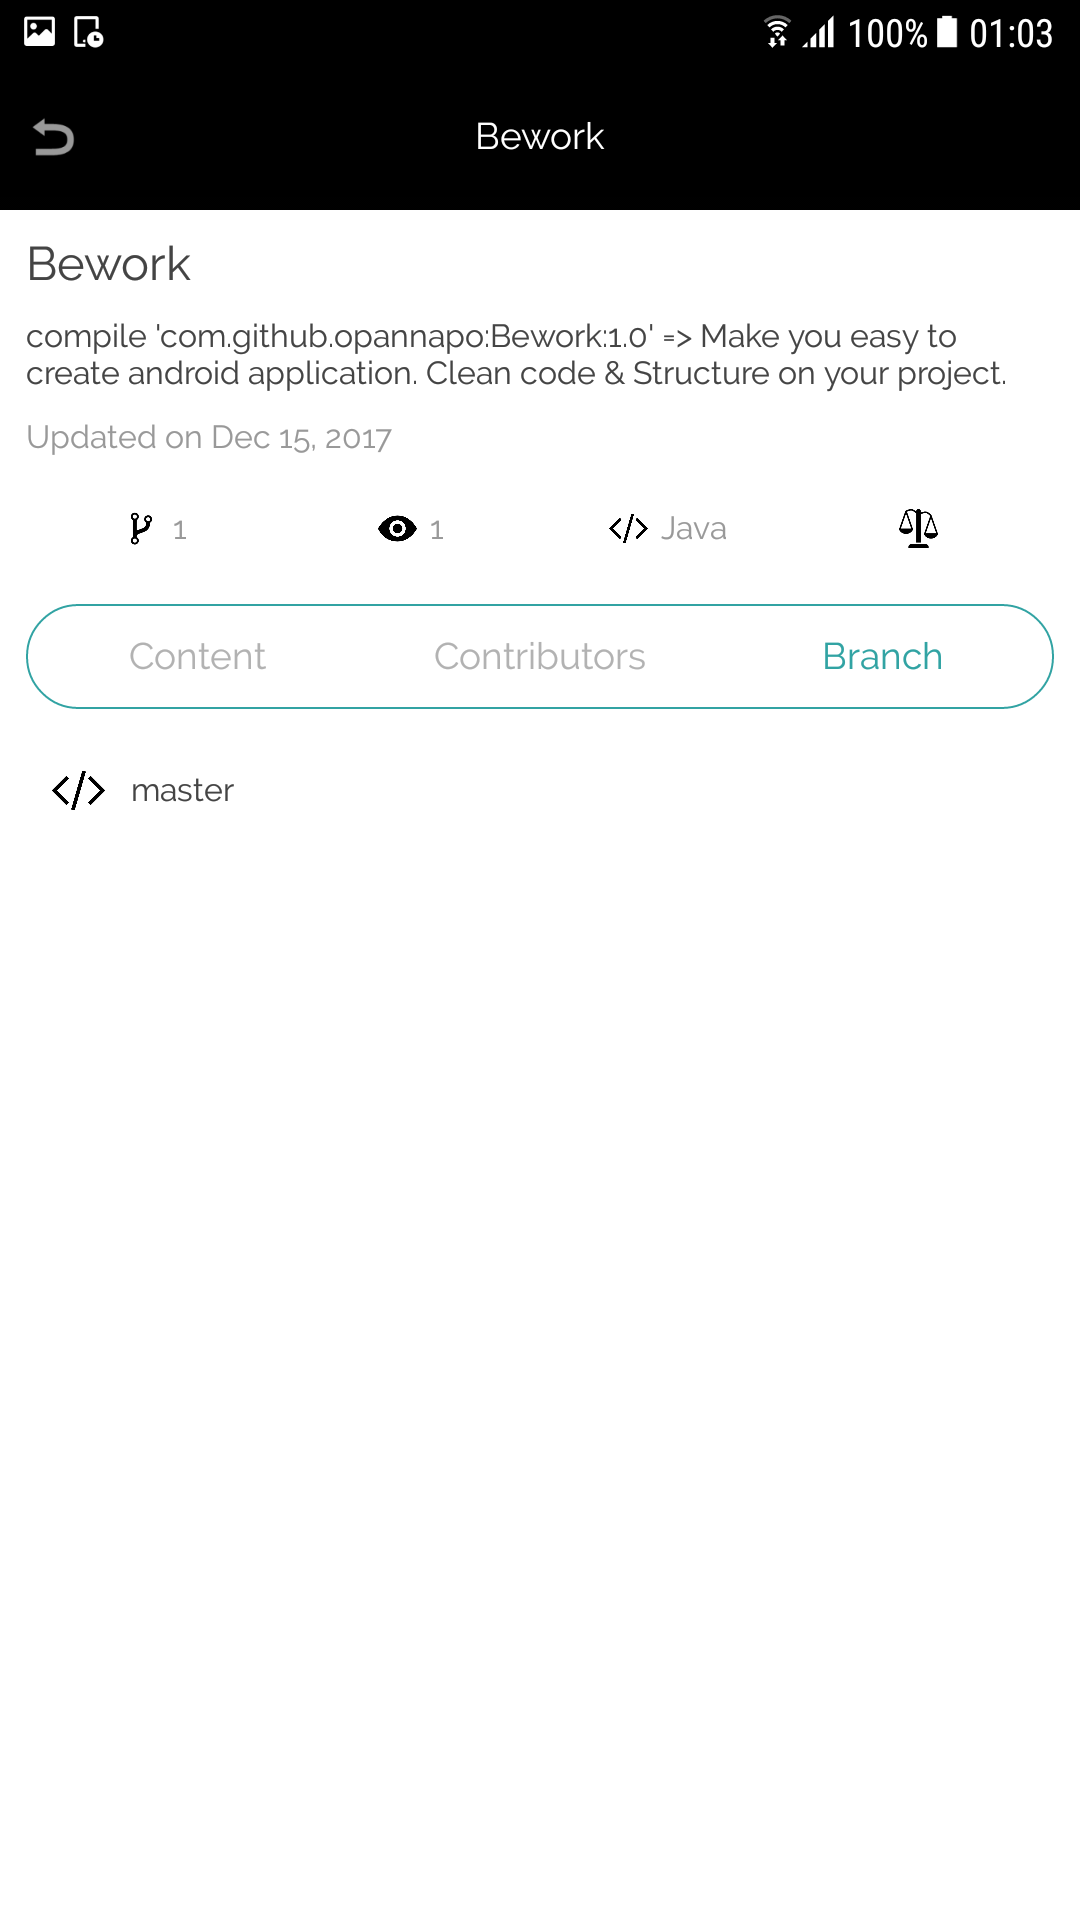 100% 01:03
Bework
Bework
compile 'com.github.opannapo:Bework:1.0' => Make you easy to
create android application. Clean code & Structure on your project.
Updated on Dec 15, 2017
1 1 </> Java
Content Contributors Branch
</> master